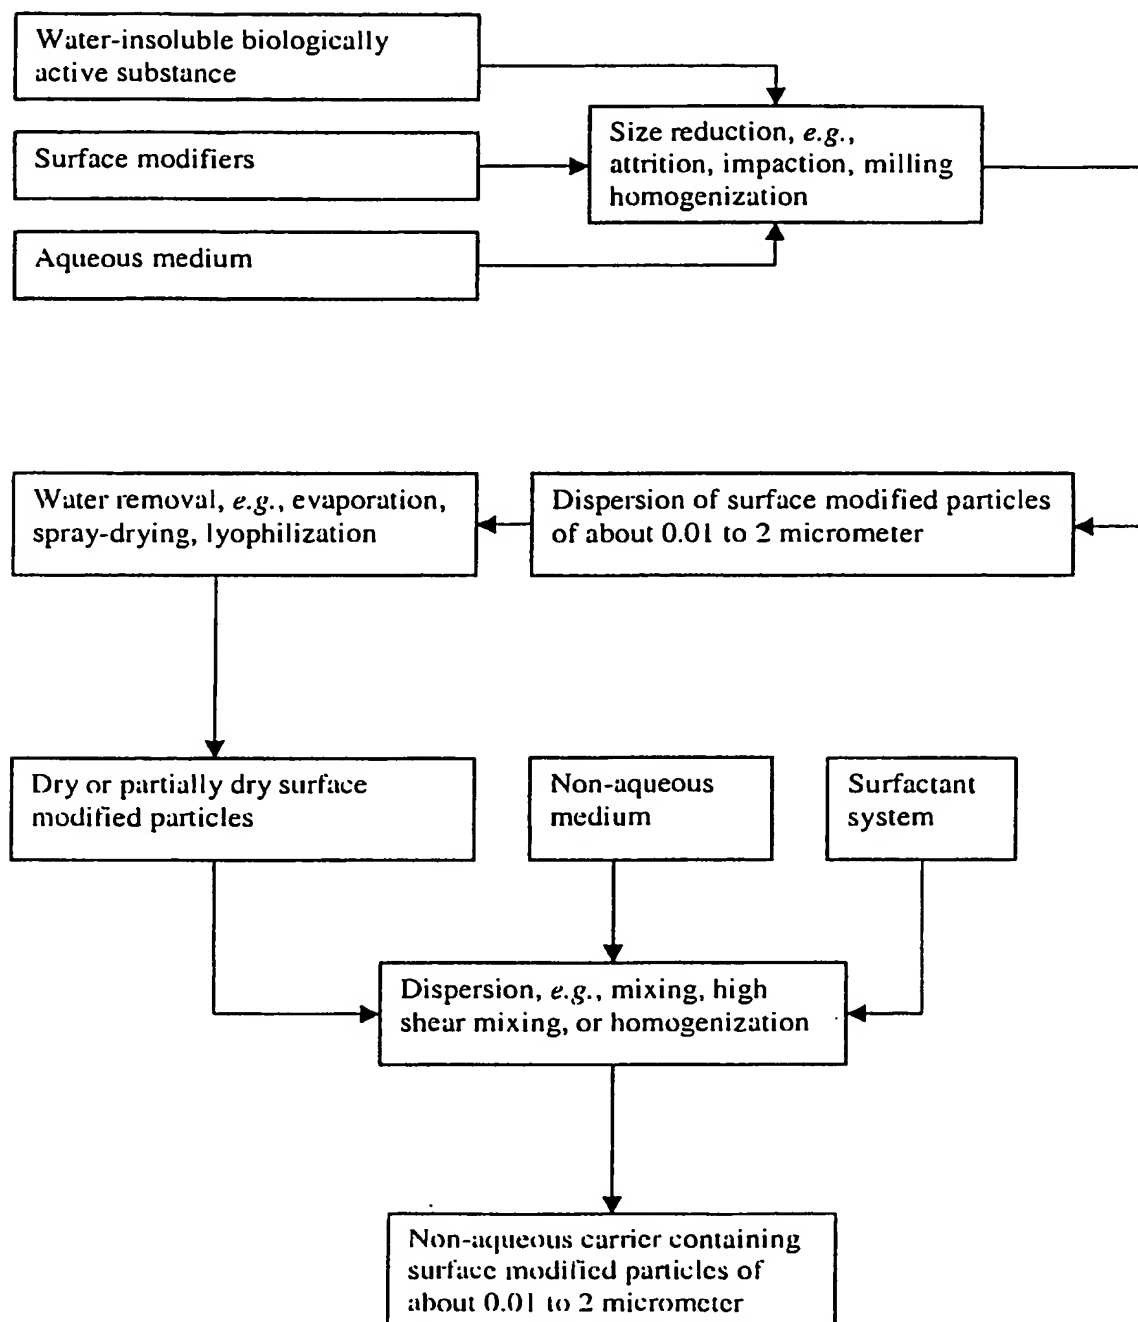 Water-insoluble biologically
active substance
Surface modifiers
Aqueous medium
Size reduction, e.g.,
attrition, impaction, milling
homogenization
Water removal, e.g., evaporation,
spray-drying, lyophilization
Dispersion of surface modified particles
of about 0.01 to 2 micrometer
Dry or partially dry surface
modified particles
Non-aqueous
medium
Surfactant
system
Dispersion, e.g., mixing, high
shear mixing, or homogenization
Non-aqueous carrier containing
surface modified particles of
about 0.01 to 2 micrometer